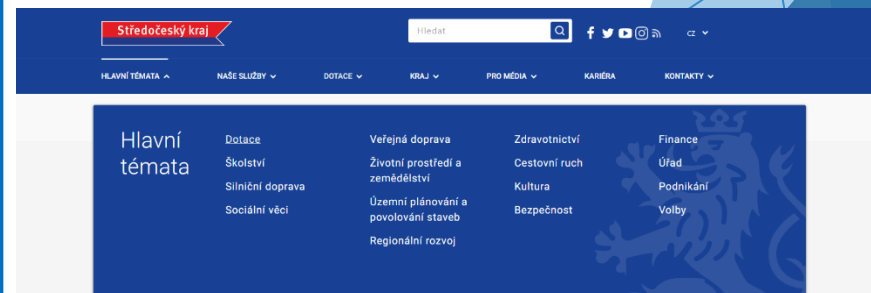 Středočeský kraj
Hledat
CZ
HLAVNÍ TÉMATA
NAŠE SLUŽBY
DOTACE
KRAJ
PRO MÉDIA
KARIÉRA
KONTAKTY
Hlavní
témata
Dotace
Školství
Silniční doprava
Sociální věci
Veřejná doprava
Životní prostředí a
zemědělství
Územní plánování a
povolování staveb
Regionální rozvoj
Zdravotnictví
Cestovní ruch
Kultura
Bezpečnost
Finance
Úřad
Podnikání
Volby